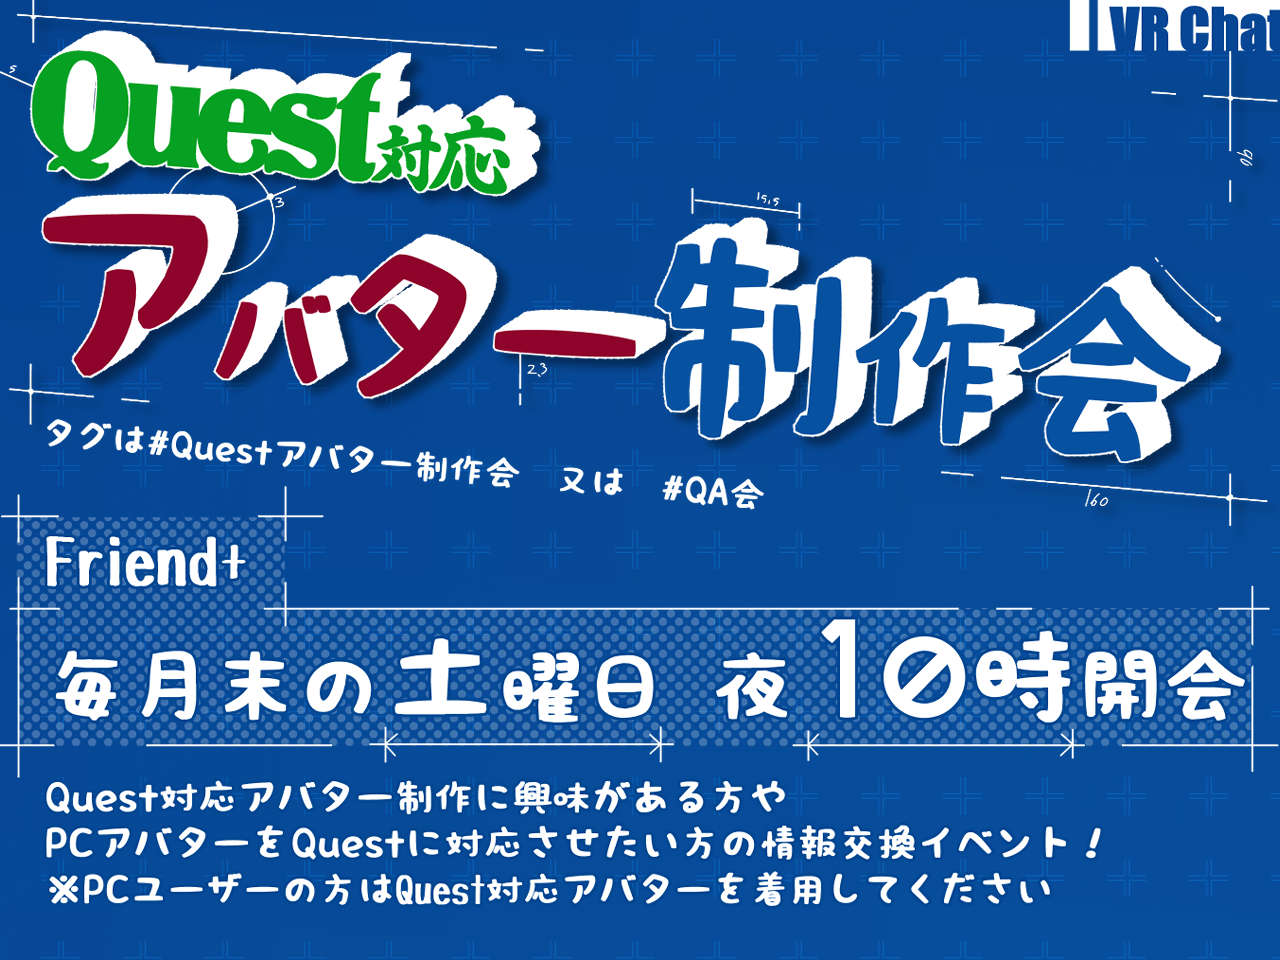 VR Chat
Quest対応
アバター制作会
5
3
15,5
90
23
160
タグは#Questアバター制作会 又は #QA会
Friend+
毎月末の土曜日 夜10時開会
Quest対応アバター制作に興味がある方や
PCアバターをQuestに対応させたい方の情報交換イベント！
※PCユーザーの方はQuest対応アバターを着用してください